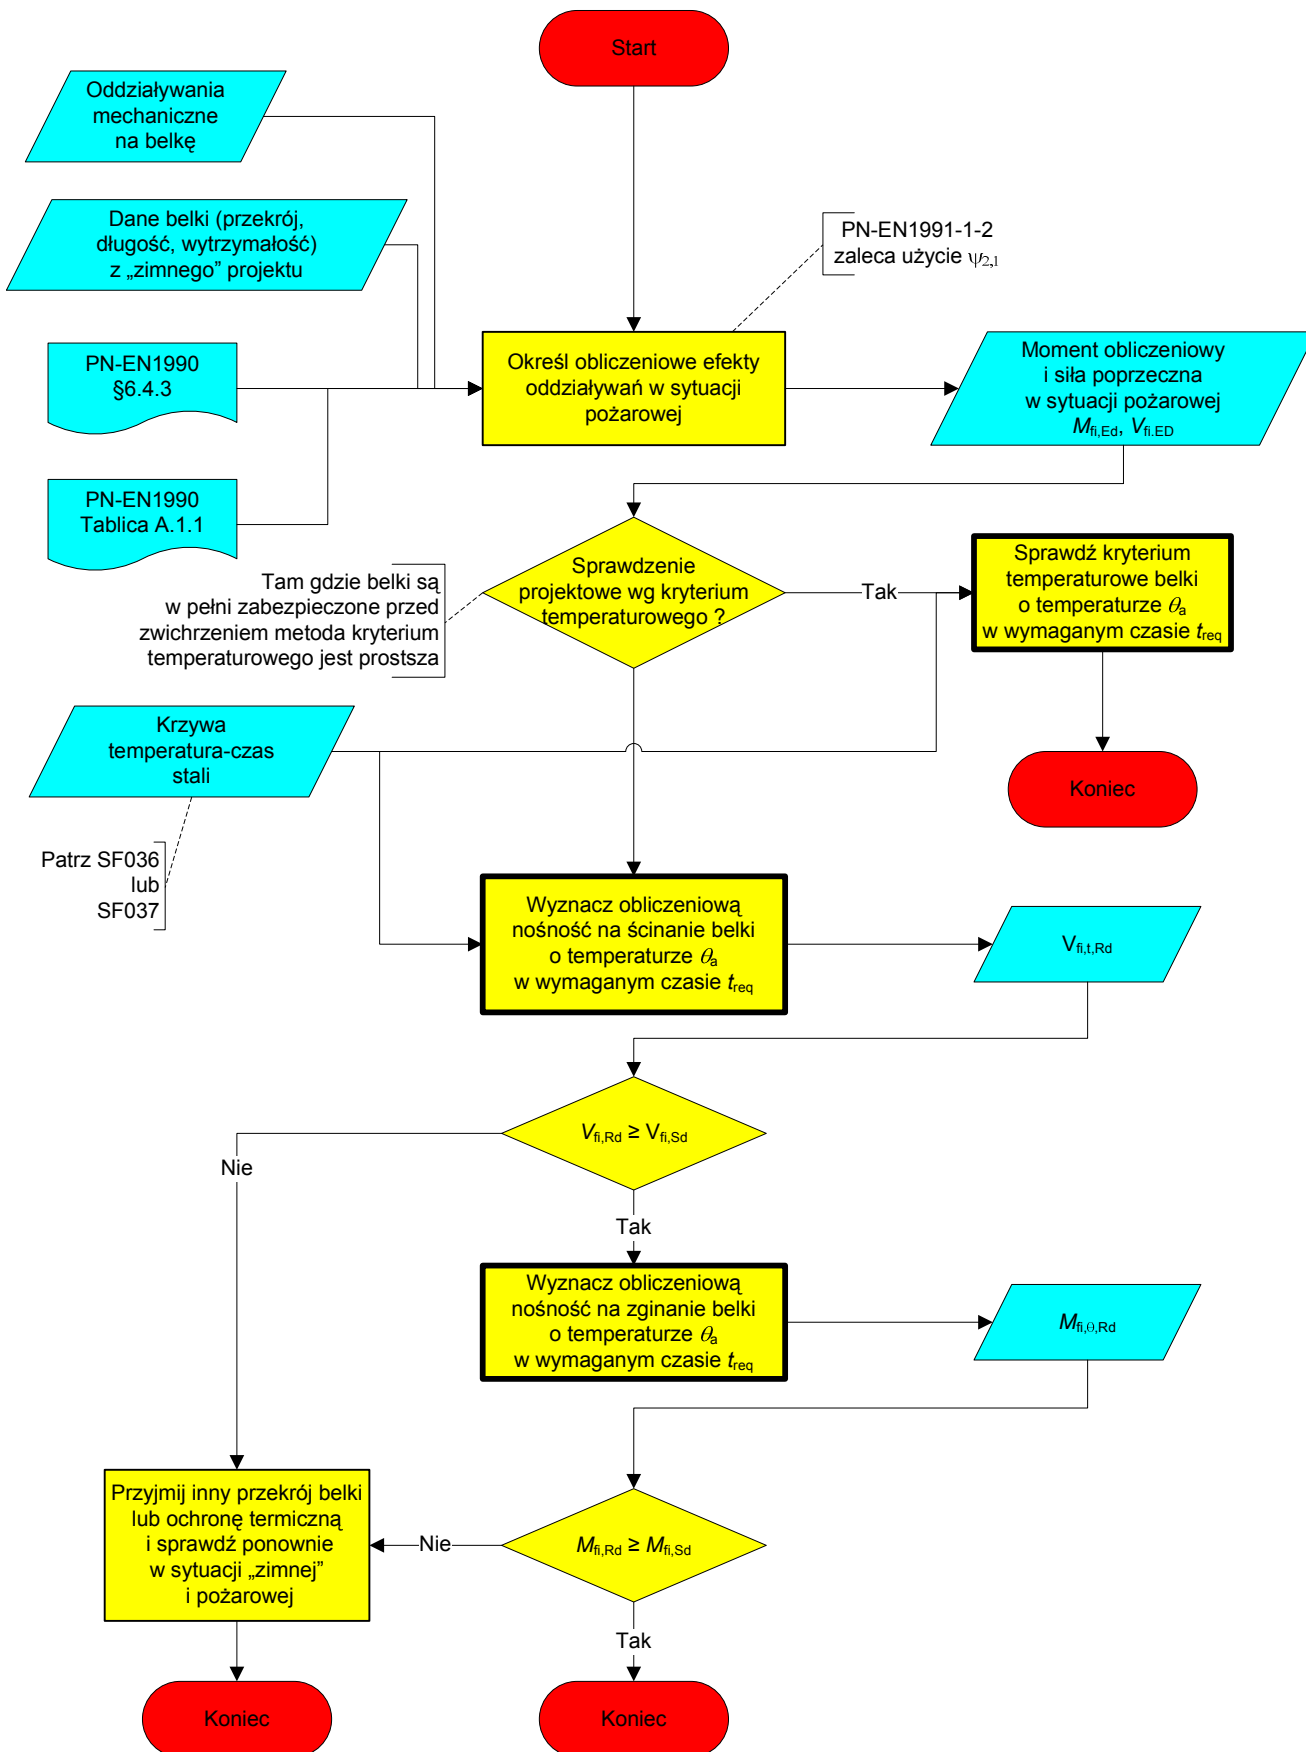 Start
Oddziaływania
mechaniczne
na belkę
Dane belki (przekrój,
długość, wytrzymałość)
z „zimnego” projektu
PN-EN1991-1-2
zaleca użycie ψ2,1
PN-EN1990
§6.4.3
Określ obliczeniowe efekty
oddziaływań w sytuacji
pożarowej
Moment obliczeniowy
i siła poprzeczna
w sytuacji pożarowej
Mfi,Ed, Vfi.ED
PN-EN1990
Tablica A.1.1
Sprawdzenie
projektowe wg kryterium
temperaturowego ?
Tak
Sprawdź kryterium
temperaturowe belki
o temperaturze θa
w wymaganym czasie treq
Tam gdzie belki są
w pełni zabezpieczone przed
zwichrzeniem metoda kryterium
temperaturowego jest prostsza
Krzywa
temperatura-czas
stali
Koniec
Patrz SF036
lub
SF037
Wyznacz obliczeniową
nośność na ścinanie belki
o temperaturze θa
w wymaganym czasie treq
Vfi,t,Rd
Vfi,Rd ≥ Vfi,Sd
Nie
Tak
Wyznacz obliczeniową
nośność na zginanie belki
o temperaturze θa
w wymaganym czasie treq
Mfi,Θ,Rd
Przyjmij inny przekrój belki
lub ochronę termiczną
i sprawdź ponownie
w sytuacji „zimnej”
i pożarowej
Nie
Mfi,Rd ≥ Mfi,Sd
Tak
Koniec
Koniec